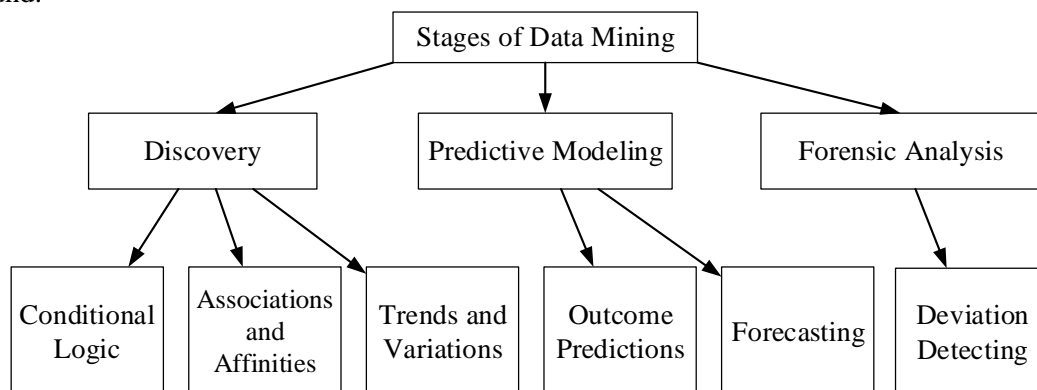 Stages of Data Mining
Discovery
Predictive Modeling
Forensic Analysis
Conditional
Logic
Associations
and
Affinities
Trends and
Variations
Outcome
Predictions
Forecasting
Deviation
Detecting